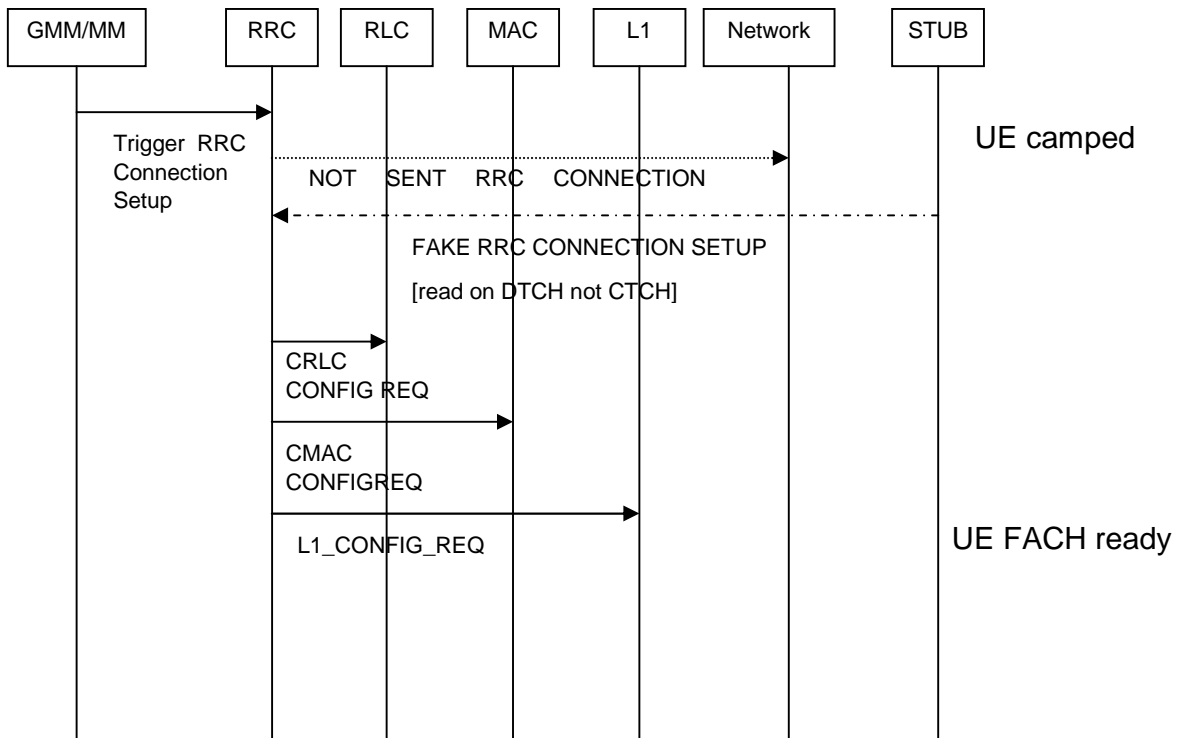 GMM/MM
RRC
RLC
MAC
L1
Network
STUB
UE camped
Trigger RRC
Connection
Setup
NOT SENT RRC CONNECTION
FAKE RRC CONNECTION SETUP
[read on DTCH not CTCH]
CRLC
CONFIG REQ
CMAC
CONFIGREQ
L1_CONFIG_REQ
UE FACH ready